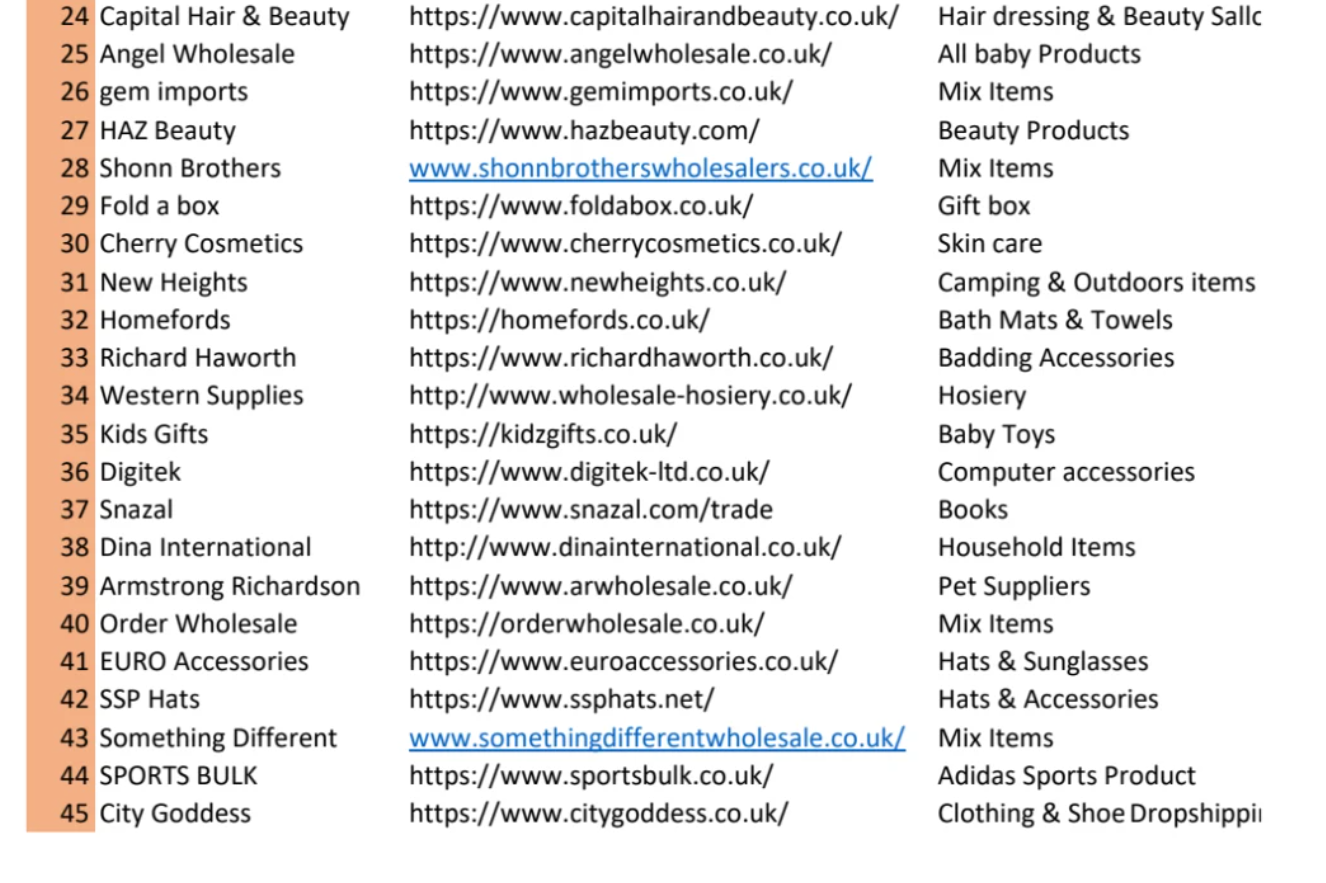 24 Capital Hair & Beauty https://www.capitalhairandbeauty.co.uk/ Hair dressing & Beauty
25 Angel Wholesale https://www.angelwholesale.co.uk/ All baby Products
26 gem imports https://www.gemimports.co.uk/ Mix Items
27 HAZ Beauty https://www.hazbeauty.com/ Beauty Products
28 Shonn Brothers www.shonnbrotherswholesalers.co.uk/ Mix Items
29 Fold a box https://www.foldabox.co.uk/ Gift box
30 Cherry Cosmetics https://www.cherrycosmetics.co.uk/ Skin care
31 New Heights https://www.newheights.co.uk/ Camping & Outdoors items
32 Homefords https://homefords.co.uk/ Bath Mats & Towels
33 Richard Haworth https://www.richardhaworth.co.uk/ Badding Accessories
34 Western Supplies http://www.wholesale-hosiery.co.uk/ Hosiery
35 Kids Gifts https://kidzgifts.co.uk/ Baby Toys
36 Digitek https://www.digitek-ltd.co.uk/ Computer accessories
37 Snazal https://www.snazal.com/trade Books
38 Dina International http://www.dinainternational.co.uk/ Household Items
39 Armstrong Richardson https://www.arwholesale.co.uk/ Pet Suppliers
40 Order Wholesale https://orderwholesale.co.uk/ Mix Items
41 EURO Accessories https://www.euroaccessories.co.uk/ Hats & Sunglasses
42 SSP Hats https://www.ssphats.net/ Hats & Accessories
43 Something Different www.somethingdifferentwholesale.co.uk/ Mix Items
44 SPORTS BULK https://www.sportsbulk.co.uk/ Adidas Sports Product
45 City Goddess https://www.citygoddess.co.uk/ Clothing & Shoe